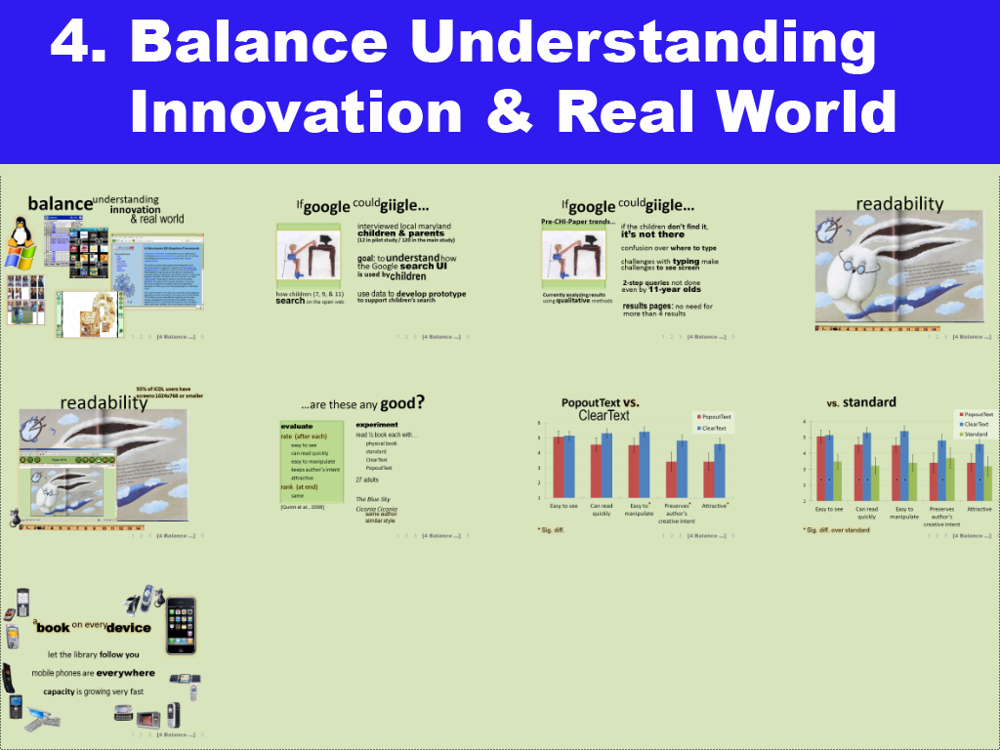 4. Balance Understanding
Innovation & Real World
balance understanding
innovation
& real world
1 2 3 [4 Balance ...] 5
If google could giigle...
interviewed local maryland
children & parents
(12 in pilot study / 120 in the main study)
goal: to understand how
the Google search UI
is used by children
how children (7, 9, & 11)
search on the open web
use data to develop prototype
to support children's search
1 2 3 [4 Balance ...] 5
If google could giigle...
Pre-CHI-Paper trends...
if the children don't find it,
it's not there
confusion over where to type
challenges with typing make
challenges to see screen
2-step queries not done
even by 11-year olds
results pages: no need for
more than 4 results
Currently analyzing results
using qualitative methods
1 2 3 [4 Balance ...] 5
readability
1 2 3 [4 Balance ...] 5
55% of ICDL users have
screens 1024x768 or smaller
readability
1 2 3 [4 Balance ...] 5
...are these any good?
evaluate
rate (after each)
easy to see
can read quickly
easy to manipulate
keeps author's intent
attractive
rank (at end)
same
[Quinn et al., 2008]
experiment
read ½ book each with...
physical book
standard
ClearText
PopoutText
27 adults
The Blue Sky
Ciconia Ciconia
same author
similar style
1 2 3 [4 Balance ...] 5
PopoutText vs.
ClearText
PopoutText
ClearText
6
5
4
3
2
1
Easy to see
Can read quickly
Easy to* manipulate
Preserves* author's creative intent
Attractive*
* Sig. diff.
1 2 3 [4 Balance ...] 5
vs. standard
PopoutText
ClearText
Standard
6
5
4
3
2
1
Easy to see
Can read quickly
Easy to manipulate
Preserves author's creative intent
Attractive
* Sig. diff. over standard
1 2 3 [4 Balance ...] 5
a book on every device
let the library follow you
mobile phones are everywhere
capacity is growing very fast
1 2 3 [4 Balance ...] 5